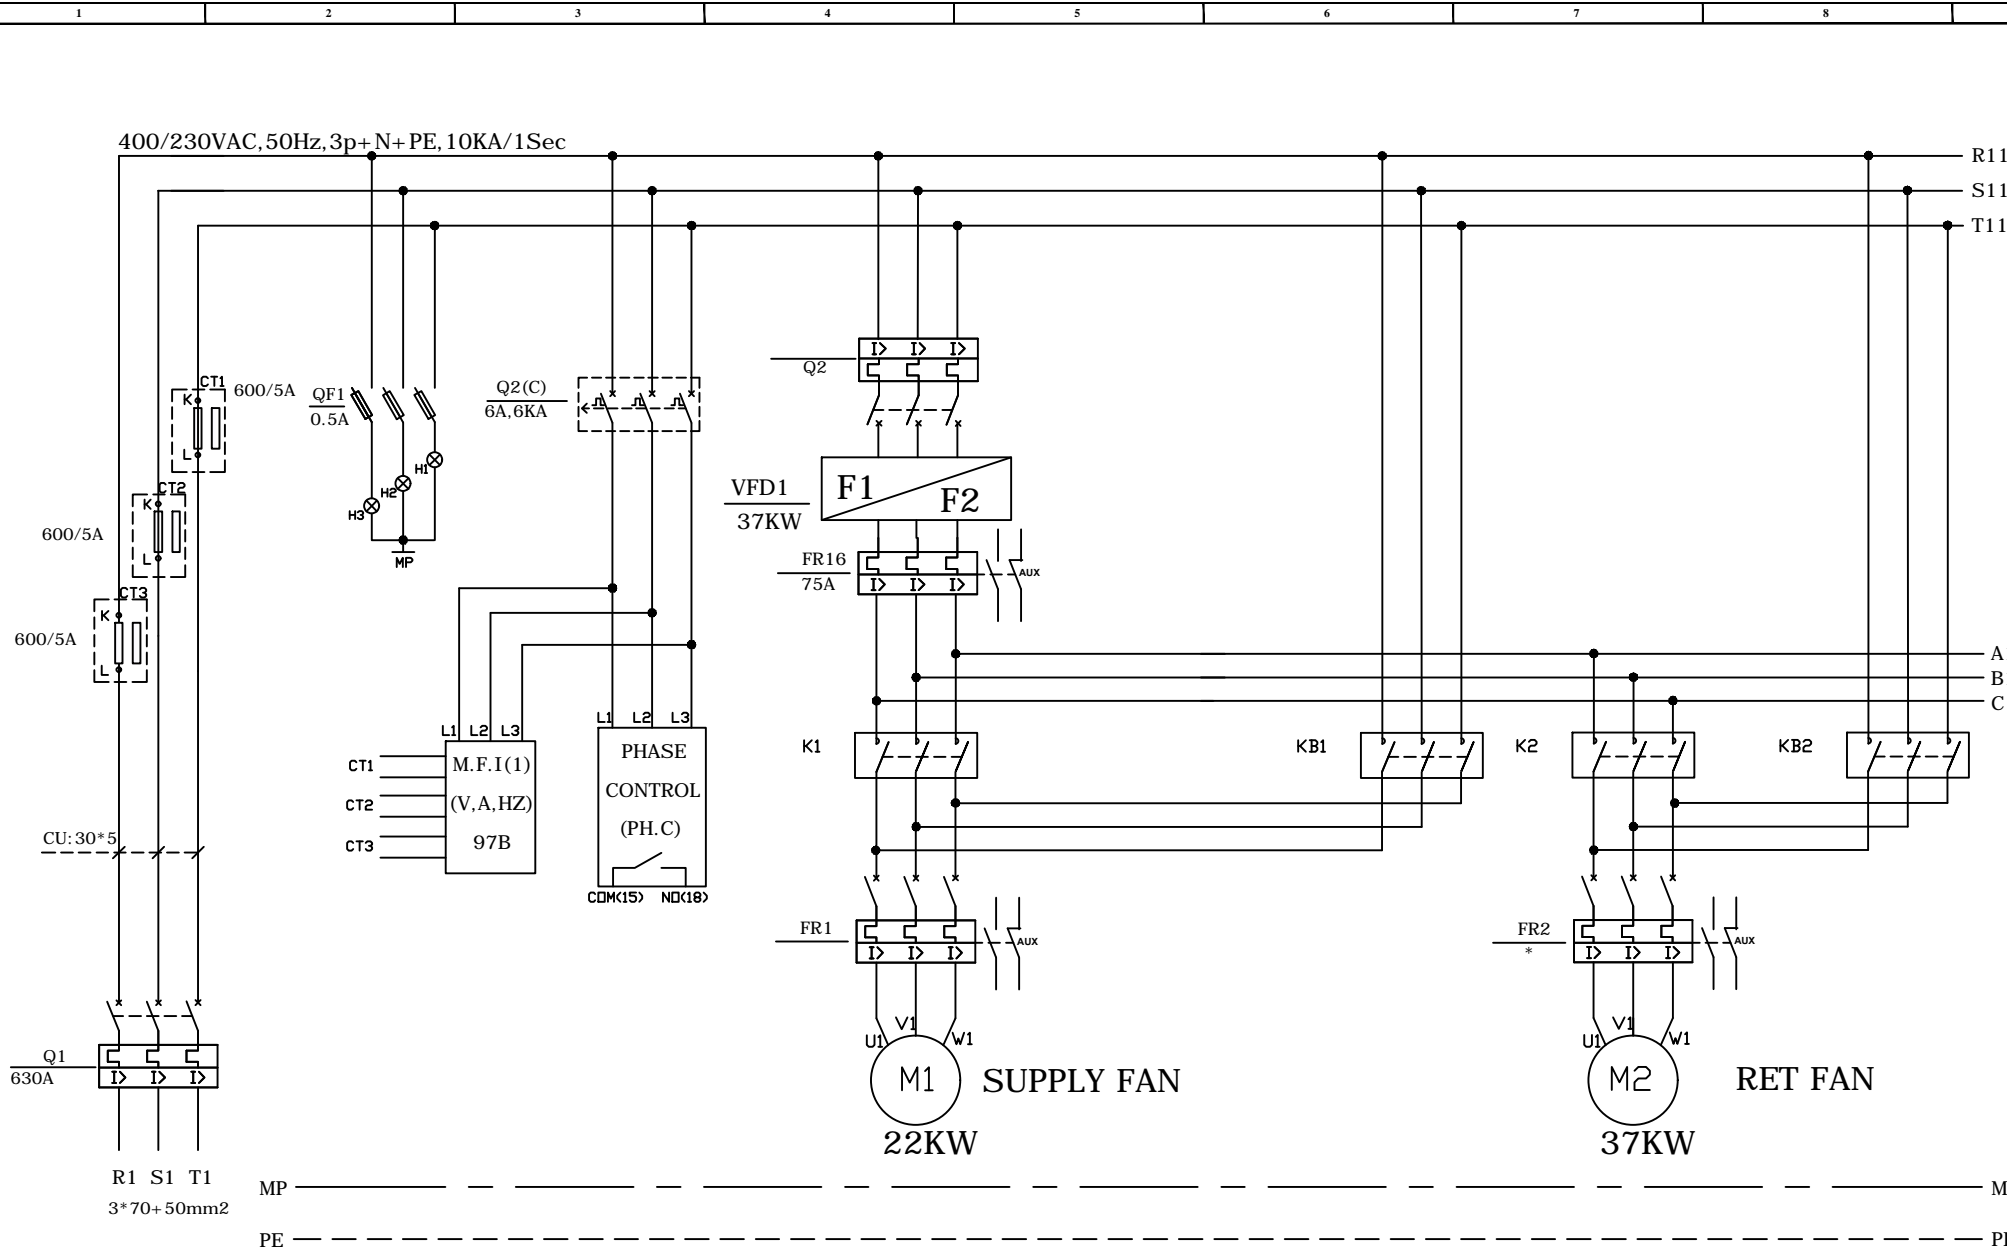 1 2 3 4 5 6 7 8
400/230VAC,50Hz,3p+N+PE,10KA/1Sec
R11
S11
T11
Q2
CT1
K
L
600/5A
QF1
0.5A
Q2(C)
6A,6KA
I> I> I>
H1
H2
H3
MP
CT2
K
L
600/5A
VFD1
37KW
F1
F2
FR16
75A
I> I> I>
AUX
CT3
K
L
600/5A
A
B
C
L1 L2 L3
L1 L2 L3
M.F.I(1)
(V,A,HZ)
97B
CT1
CT2
CT3
PHASE
CONTROL
(PH.C)
COM(15) NO(18)
K1
KB1
K2
KB2
CU:30*5
FR1
I> I> I>
AUX
FR2
*
I> I> I>
AUX
Q1
630A
I> I> I>
U1 V1 W1
M1
SUPPLY FAN
22KW
U1 V1 W1
M2
RET FAN
37KW
R1 S1 T1
3*70+50mm2
MP
M
PE